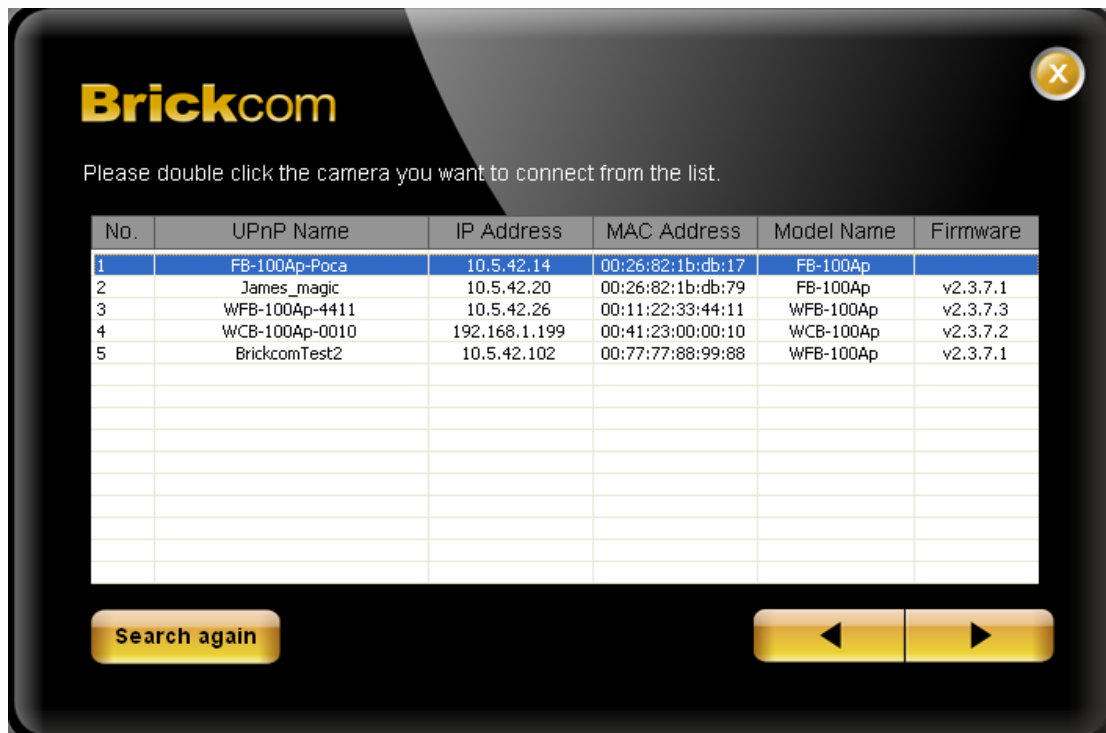 Brickcom
Please double click the camera you want to connect from the list.
No. UPnP Name IP Address MAC Address Model Name Firmware
1 FB-100Ap-Poca 10.5.42.14 00:26:82:1b:db:17 FB-100Ap
2 James_magic 10.5.42.20 00:26:82:1b:db:79 FB-100Ap v2.3.7.1
3 WFB-100Ap-4411 10.5.42.26 00:11:22:33:44:11 WFB-100Ap v2.3.7.3
4 WCB-100Ap-0010 192.168.1.199 00:41:23:00:00:10 WCB-100Ap v2.3.7.2
5 BrickcomTest2 10.5.42.102 00:77:77:88:99:88 WFB-100Ap v2.3.7.1
Search again